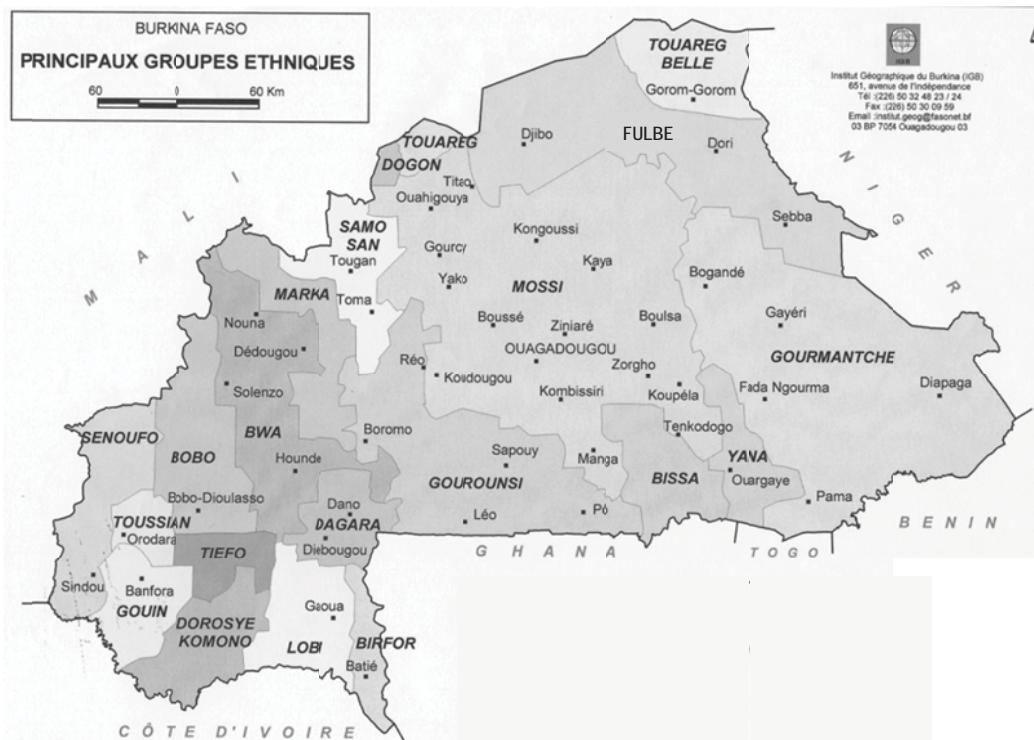 BURKINA FASO
PRINCIPAUX GROUPES ETHNIQUES
60 0 60 Km
IGB
Institut Géographique du Burkina (IGB)
651, avenue de l'Indépendance
Tél :(226) 50 32 48 23 / 24
Fax :(226) 50 30 09 59
Email :institut.geog@fasonet.bf
03 BP 7054 Ouagadougou 03
TOUAREG
BELLE
Gorom-Gorom
FULBE
Djibo
Dori
TOUAREG
DOGON
Titao
Ouahigouya
Sebba
NIGER
MALI
SAMO
SAN
Tougan
Toma
Kongoussi
Gourcy
Kaya
Yako
MOSSI
Bogandé
MARKA
Nouna
Dédougou
Solenzo
Boussé
Ziniaré
Boulsa
Gayéri
OUAGADOUGOU
GOURMANTCHE
Réo
Koudougou
Kombissiri
Zorgho
Koupéla
Fada Ngourma
Diapaga
SENOUFO
BOBO
BWA
Hounde
Boromo
Tenkodogo
Sapouy
Manga
GOUROUNSI
BISSA
YANA
Ouargaye
Pama
Bobo-Dioulasso
Dano
DAGARA
Diebougou
Léo
Pô
BENIN
GHANA
TOGO
TOUSSIAN
Orodara
TIEFO
Sindou
Banfora
GOUIN
DOROSYE
KOMONO
Gaoua
LOBI
BIRFOR
Batié
CÔTE D'IVOIRE